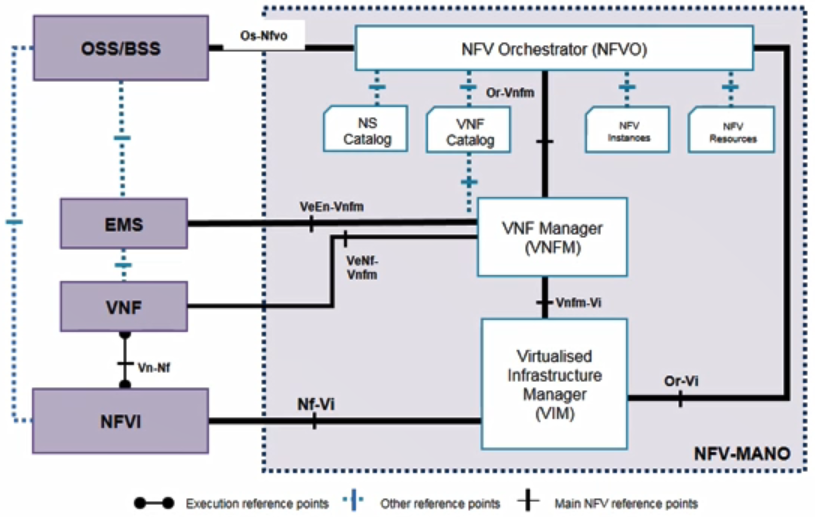 OSS/BSS
Os-Nfvo
NFV Orchestrator (NFVO)
Or-Vnfm
NS
Catalog
VNF
Catalog
NFV
Instances
NFV
Resources
EMS
VeEn-Vnfm
VNF Manager
(VNFM)
VeNf-
Vnfm
VNF
Vnfm-Vi
Vn-Nf
Virtualised
Infrastructure
Manager
(VIM)
Or-Vi
NFVI
Nf-Vi
NFV-MANO
Execution reference points
Other reference points
Main NFV reference points